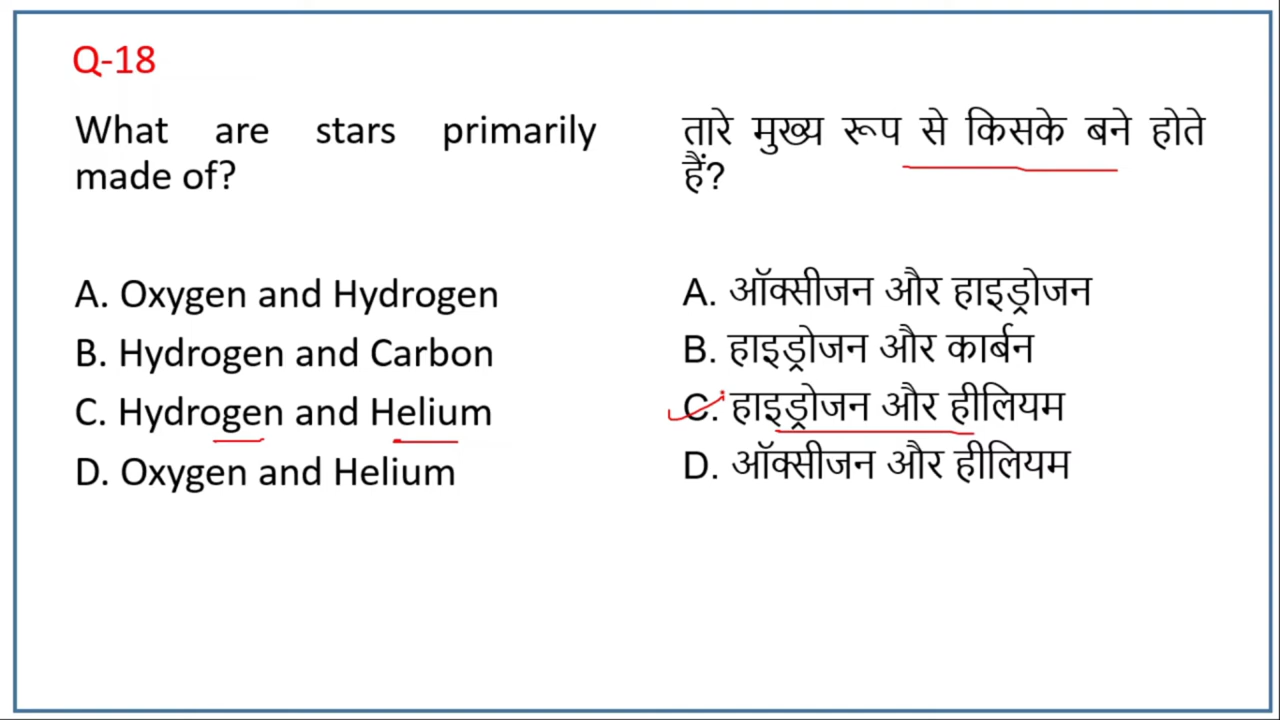 Q-18
What are stars primarily
made of?
A. Oxygen and Hydrogen
B. Hydrogen and Carbon
C. Hydrogen and Helium
D. Oxygen and Helium
तारे मुख्य रूप से किसके बने होते
हैं?
A. ऑक्सीजन और हाइड्रोजन
B. हाइड्रोजन और कार्बन
C. हाइड्रोजन और हीलियम
D. ऑक्सीजन और हीलियम